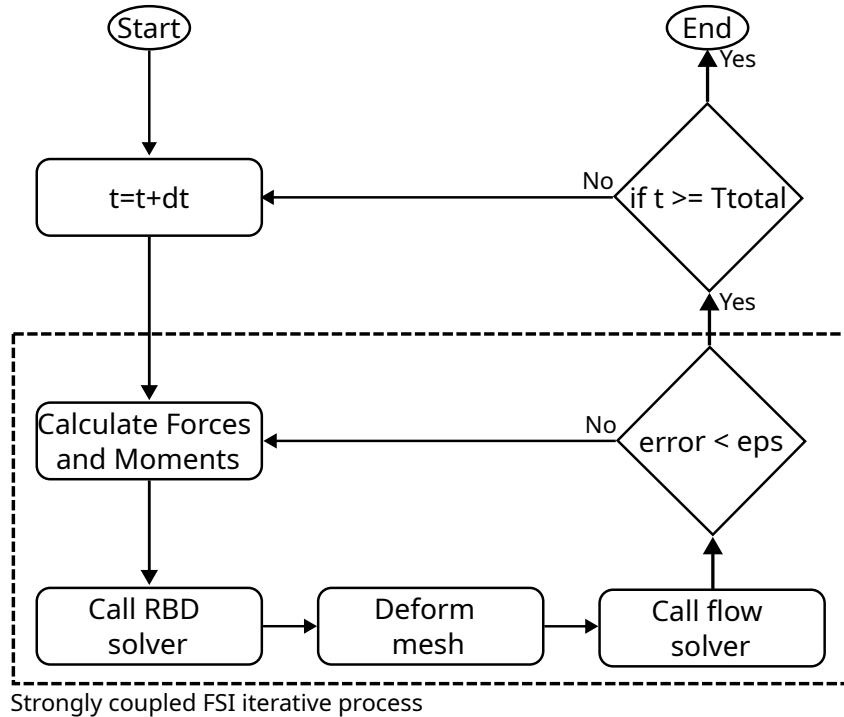 Start
End
Yes
t=t+dt
No
if t >= Ttotal
Yes
Calculate Forces
and Moments
No
error < eps
Call RBD
solver
Deform
mesh
Call flow
solver
Strongly coupled FSI iterative process